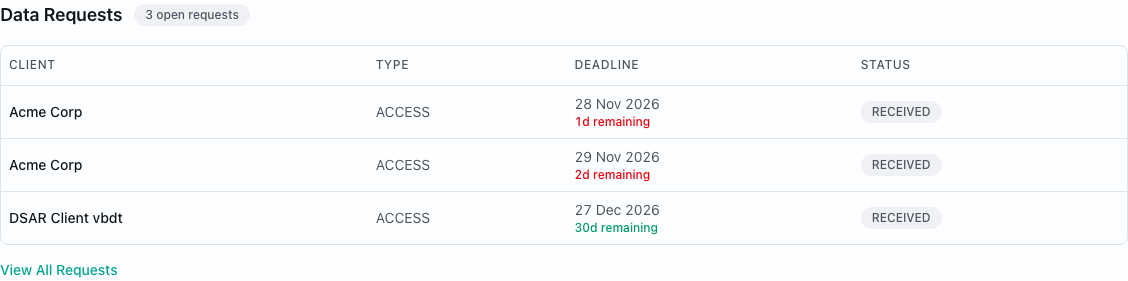 Data Requests 3 open requests
CLIENT TYPE DEADLINE STATUS
Acme Corp ACCESS 28 Nov 2026 RECEIVED
1d remaining
Acme Corp ACCESS 29 Nov 2026 RECEIVED
2d remaining
DSAR Client vbdt ACCESS 27 Dec 2026 RECEIVED
30d remaining
View All Requests